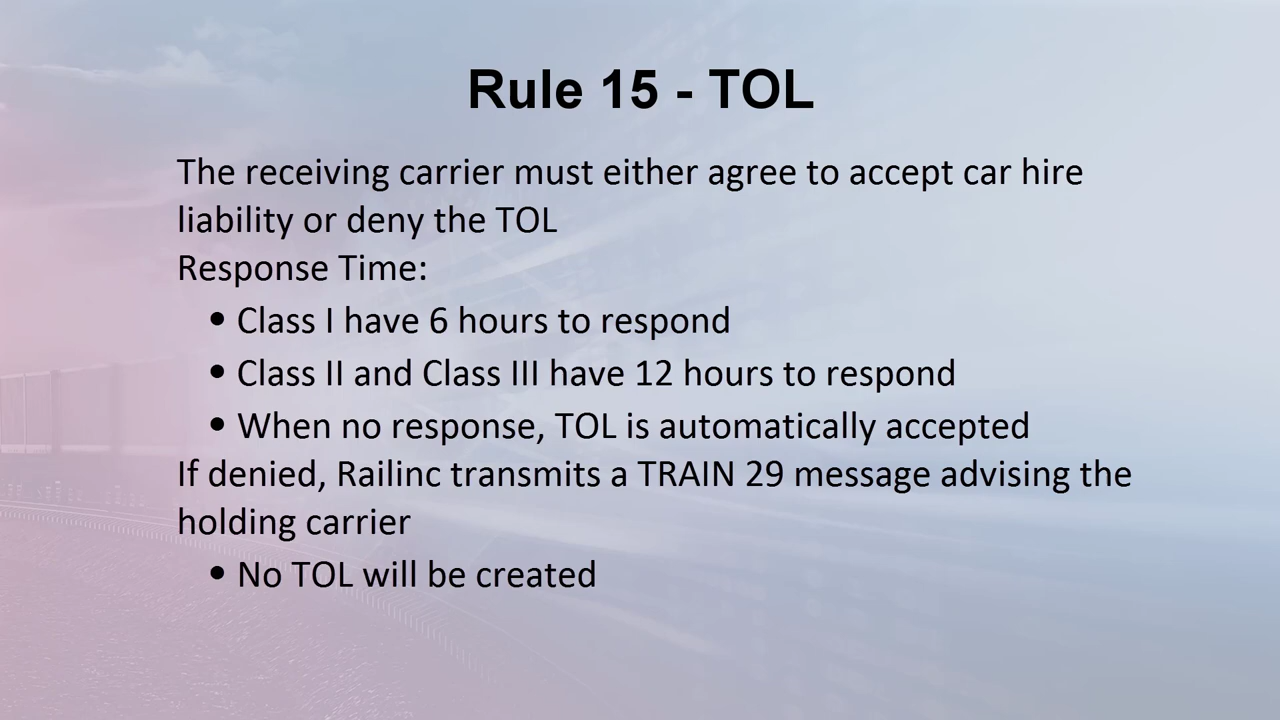 Rule 15 - TOL
The receiving carrier must either agree to accept car hire
liability or deny the TOL
Response Time:
• Class I have 6 hours to respond
• Class II and Class III have 12 hours to respond
• When no response, TOL is automatically accepted
If denied, Railinc transmits a TRAIN 29 message advising the
holding carrier
• No TOL will be created